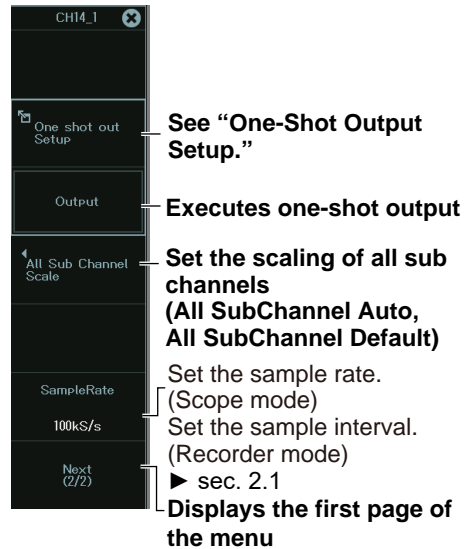 CH14_1
One shot out
Setup
See “One-Shot Output
Setup.”
Output
Executes one-shot output
All Sub Channel
Scale
Set the scaling of all sub
channels
(All SubChannel Auto,
All SubChannel Default)
SampleRate
100kS/s
Set the sample rate.
(Scope mode)
Set the sample interval.
(Recorder mode)
► sec. 2.1
Next
(2/2)
Displays the first page of
the menu